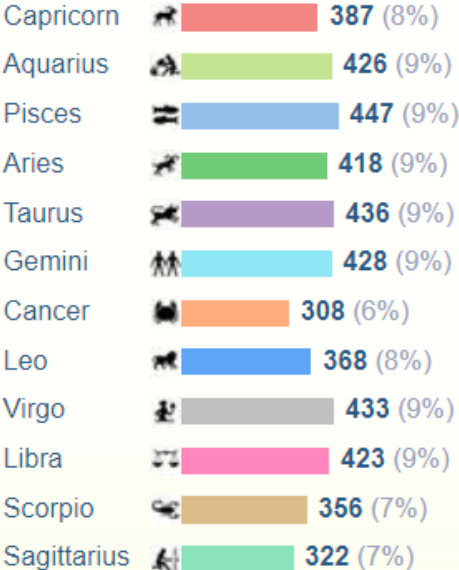 Capricorn 387 (8%)
Aquarius 426 (9%)
Pisces 447 (9%)
Aries 418 (9%)
Taurus 436 (9%)
Gemini 428 (9%)
Cancer 308 (6%)
Leo 368 (8%)
Virgo 433 (9%)
Libra 423 (9%)
Scorpio 356 (7%)
Sagittarius 322 (7%)